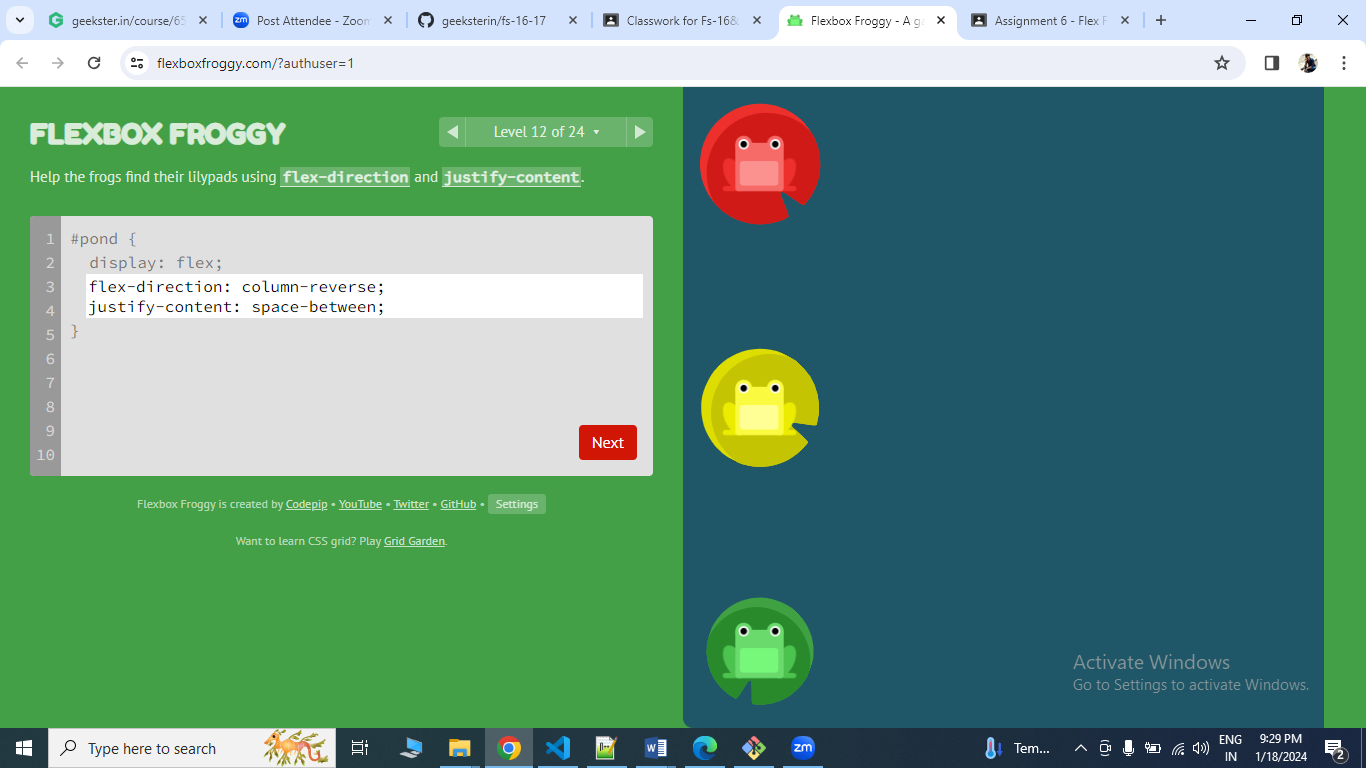 geekster.in/course/65
Post Attendee - Zoom
geeksterin/fs-16-17
Classwork for Fs-16&
Flexbox Froggy - A g
Assignment 6 - Flex F
flexboxfroggy.com/?authuser=1
FLEXBOX FROGGY
Level 12 of 24
Help the frogs find their lilypads using flex-direction and justify-content.
1 #pond {
2 display: flex;
3 flex-direction: column-reverse;
4 justify-content: space-between;
5 }
6
7
8
9
10
Next
Flexbox Froggy is created by Codepip • YouTube • Twitter • GitHub • Settings
Want to learn CSS grid? Play Grid Garden.
Activate Windows
Go to Settings to activate Windows.
Type here to search
zm
Tem...
ENG
IN
9:29 PM
1/18/2024
2